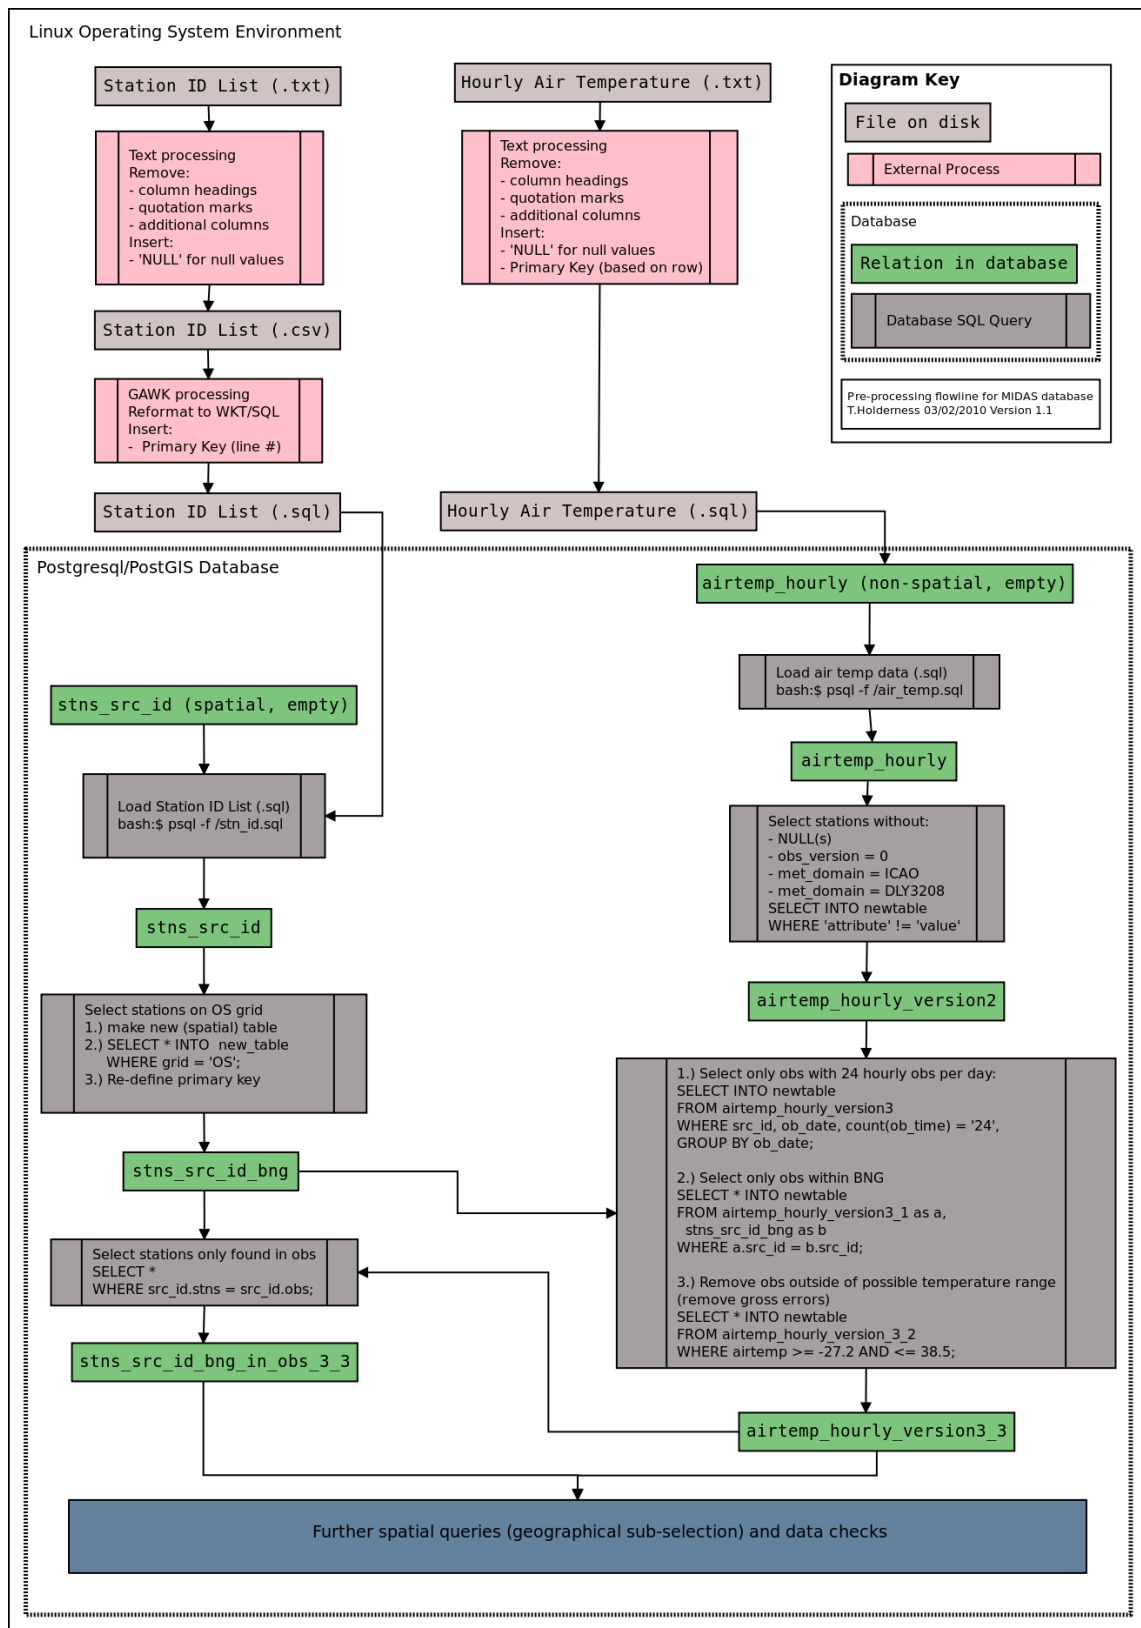 Linux Operating System Environment
Station ID List (.txt)
Text processing
Remove:
- column headings
- quotation marks
- additional columns
Insert:
- 'NULL' for null values
Station ID List (.csv)
GAWK processing
Reformat to WKT/SQL
Insert:
-  Primary Key (line #)
Station ID List (.sql)
Hourly Air Temperature (.txt)
Text processing
Remove:
- column headings
- quotation marks
- additional columns
Insert:
- 'NULL' for null values
- Primary Key (based on row)
Hourly Air Temperature (.sql)
Diagram Key
File on disk
External Process
Database
Relation in database
Database SQL Query
Pre-processing flowline for MIDAS database
T.Holderness 03/02/2010 Version 1.1
Postgresql/PostGIS Database
stns_src_id (spatial, empty)
Load Station ID List (.sql)
bash:$ psql -f /stn_id.sql
stns_src_id
Select stations on OS grid
1.) make new (spatial) table
2.) SELECT * INTO  new_table
WHERE grid = 'OS';
3.) Re-define primary key
stns_src_id_bng
Select stations only found in obs
SELECT *
WHERE src_id.stns = src_id.obs;
stns_src_id_bng_in_obs_3_3
airtemp_hourly (non-spatial, empty)
Load air temp data (.sql)
bash:$ psql -f /air_temp.sql
airtemp_hourly
Select stations without:
- NULL(s)
- obs_version = 0
- met_domain = ICAO
- met_domain = DLY3208
SELECT INTO newtable
WHERE 'attribute' != 'value'
airtemp_hourly_version2
1.) Select only obs with 24 hourly obs per day:
SELECT INTO newtable
FROM airtemp_hourly_version3
WHERE src_id, ob_date, count(ob_time) = '24',
GROUP BY ob_date;
2.) Select only obs within BNG
SELECT * INTO newtable
FROM airtemp_hourly_version3_1 as a,
stns_src_id_bng as b
WHERE a.src_id = b.src_id;
3.) Remove obs outside of possible temperature range
(remove gross errors)
SELECT * INTO newtable
FROM airtemp_hourly_version_3_2
WHERE airtemp >= -27.2 AND <= 38.5;
airtemp_hourly_version3_3
Further spatial queries (geographical sub-selection) and data checks